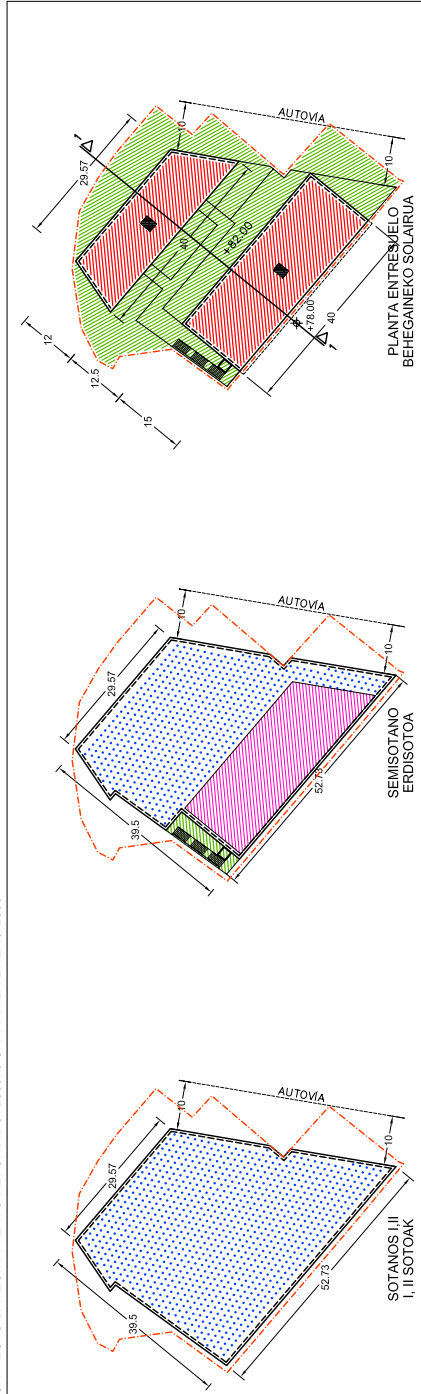 29.57
39.5
52.73
10
10
AUTOVÍA
SOTANOS I,II
I, II SOTOAK
29.57
39.5
52.73
10
10
AUTOVÍA
SEMISOTANO
ERDISOTOA
12
12.5
15
29.57
10
10
AUTOVÍA
1
40
+82.00
+78.00
40
1
PLANTA ENTRESUELO
BEHEGAINEKO SOLAIRUA